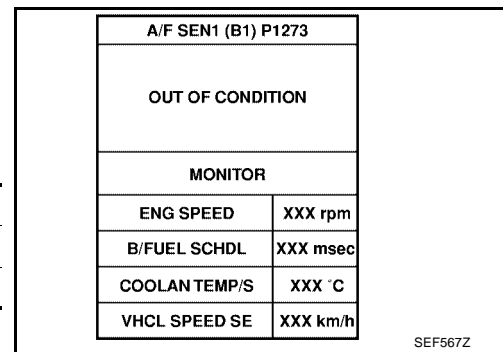 A/F SEN1 (B1) P1273
OUT OF CONDITION
MONITOR
ENG SPEED XXX rpm
B/FUEL SCHDL XXX msec
COOLAN TEMP/S XXX °C
VHCL SPEED SE XXX km/h
SEF567Z